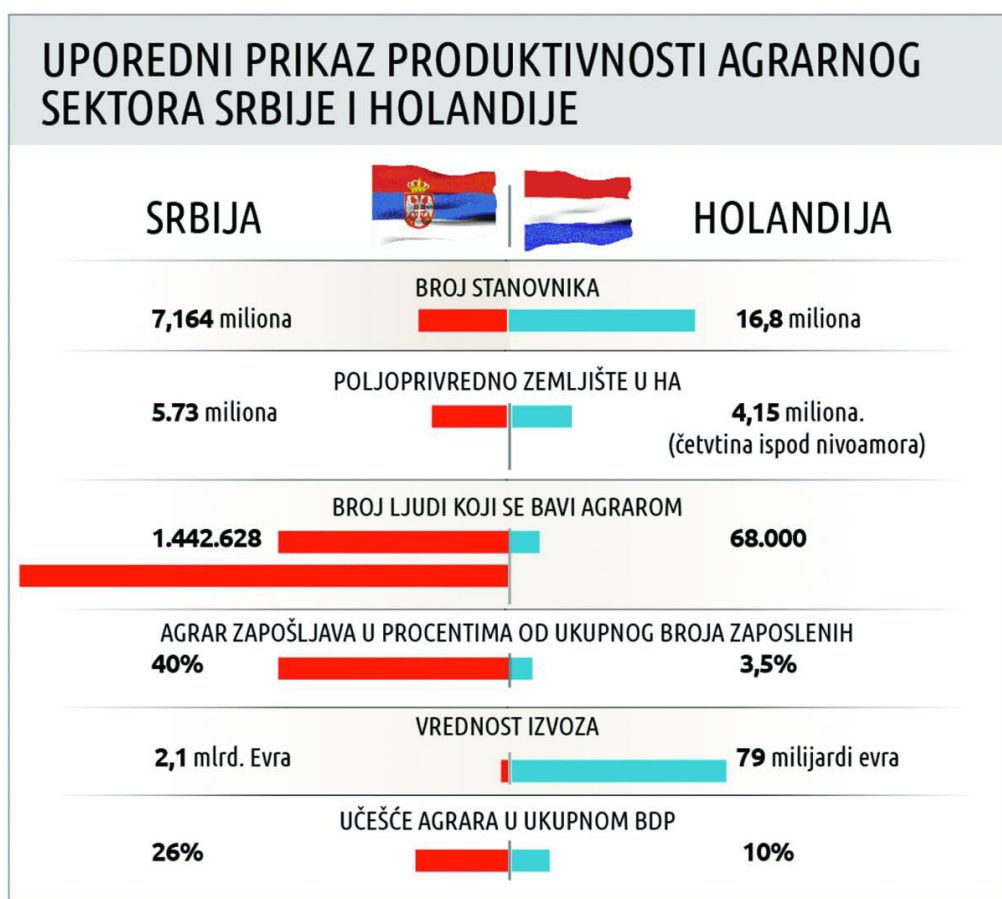 UPOREDNI PRIKAZ PRODUKTIVNOSTI AGRARNOG
SEKTORA SRBIJE I HOLANDIJE
SRBIJA
HOLANDIJA
BROJ STANOVNIKA
7,164 miliona
16,8 miliona
POLJOPRIVREDNO ZEMLJIŠTE U HA
5.73 miliona
4,15 miliona.
(četvtina ispod nivoamora)
BROJ LJUDI KOJI SE BAVI AGRAROM
1.442.628
68.000
AGRAR ZAPOŠLJAVA U PROCENTIMA OD UKUPNOG BROJA ZAPOSLENIH
40%
3,5%
VREDNOST IZVOZA
2,1 mlrd. Evra
79 milijardi evra
UČEŠĆE AGRARA U UKUPNOM BDP
26%
10%